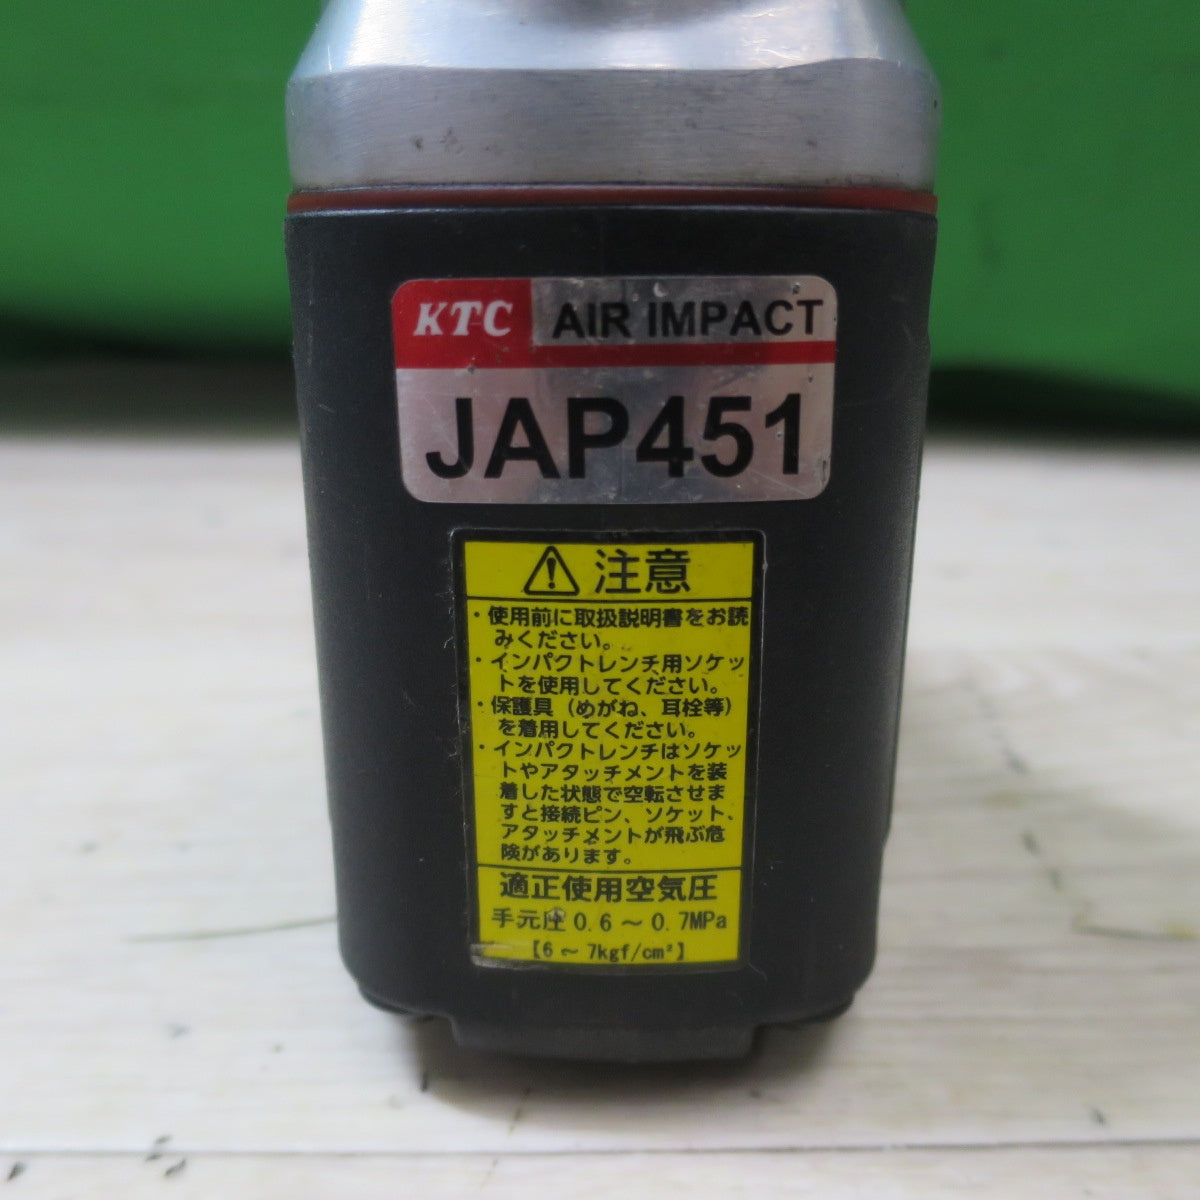 KTC AIR IMPACT
JAP451
注意
・使用前に取扱説明書をお読
みください。
・インパクトレンチ用ソケッ
トを使用してください。
・保護具（めがね、耳栓等）
を着用してください。
・インパクトレンチはソケッ
トやアタッチメントを装
着した状態で空転させま
すと接続ピン、ソケット、
アタッチメントが飛ぶ危
険があります。
適正使用空気圧
手元圧 0.6～0.7MPa
【6～7kgf/cm²】